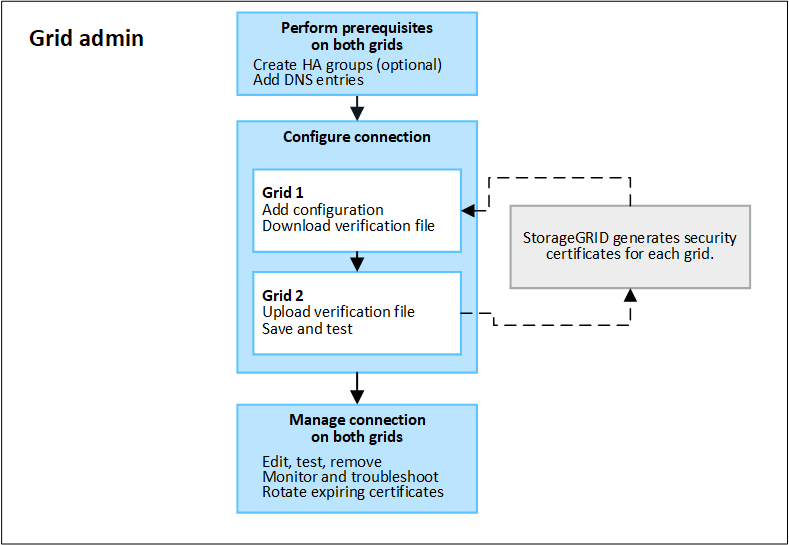 Grid admin
Perform prerequisites
on both grids
Create HA groups (optional)
Add DNS entries
Configure connection
Grid 1
Add configuration
Download verification file
StorageGRID generates security
certificates for each grid.
Grid 2
Upload verification file
Save and test
Manage connection
on both grids
Edit, test, remove
Monitor and troubleshoot
Rotate expiring certificates